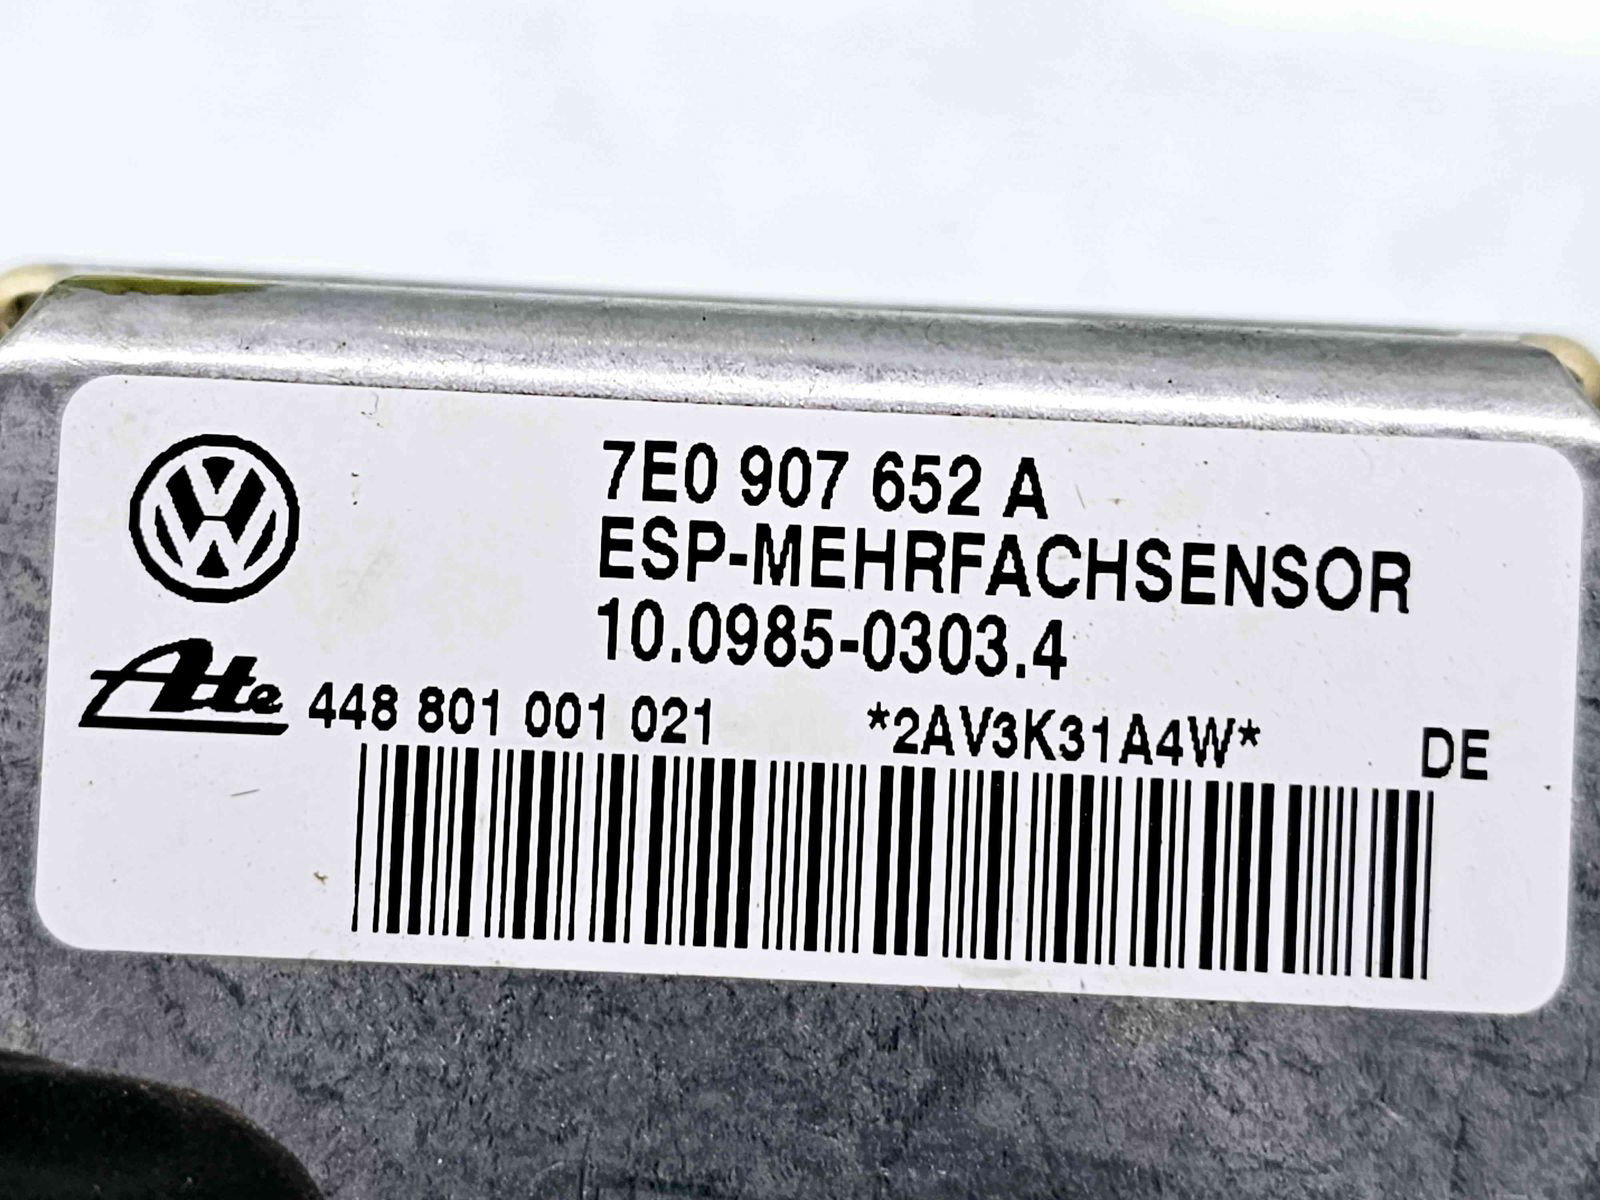 7E0 907 652 A
ESP-MEHRFACHSENSOR
10.0985-0303.4
Ate 448 801 001 021 *2AV3K31A4W* DE